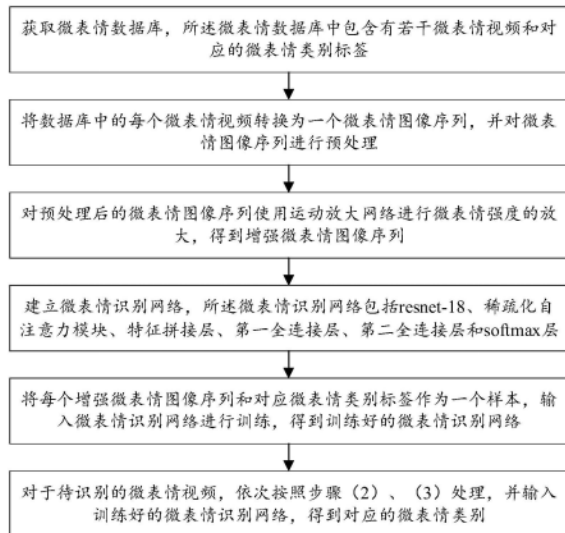 获取微表情数据库，所述微表情数据库中包含有若干微表情视频和对
应的微表情类别标签
将数据库中的每个微表情视频转换为一个微表情图像序列，并对微表
情图像序列进行预处理
对预处理后的微表情图像序列使用运动放大网络进行微表情强度的放
大，得到增强微表情图像序列
建立微表情识别网络，所述微表情识别网络包括resnet-18、稀疏化自
注意力模块、特征拼接层、第一全连接层、第二全连接层和softmax层
将每个增强微表情图像序列和对应微表情类别标签作为一个样本，输
入微表情识别网络进行训练，得到训练好的微表情识别网络
对于待识别的微表情视频，依次按照步骤（2）、（3）处理，并输入
训练好的微表情识别网络，得到对应的微表情类别